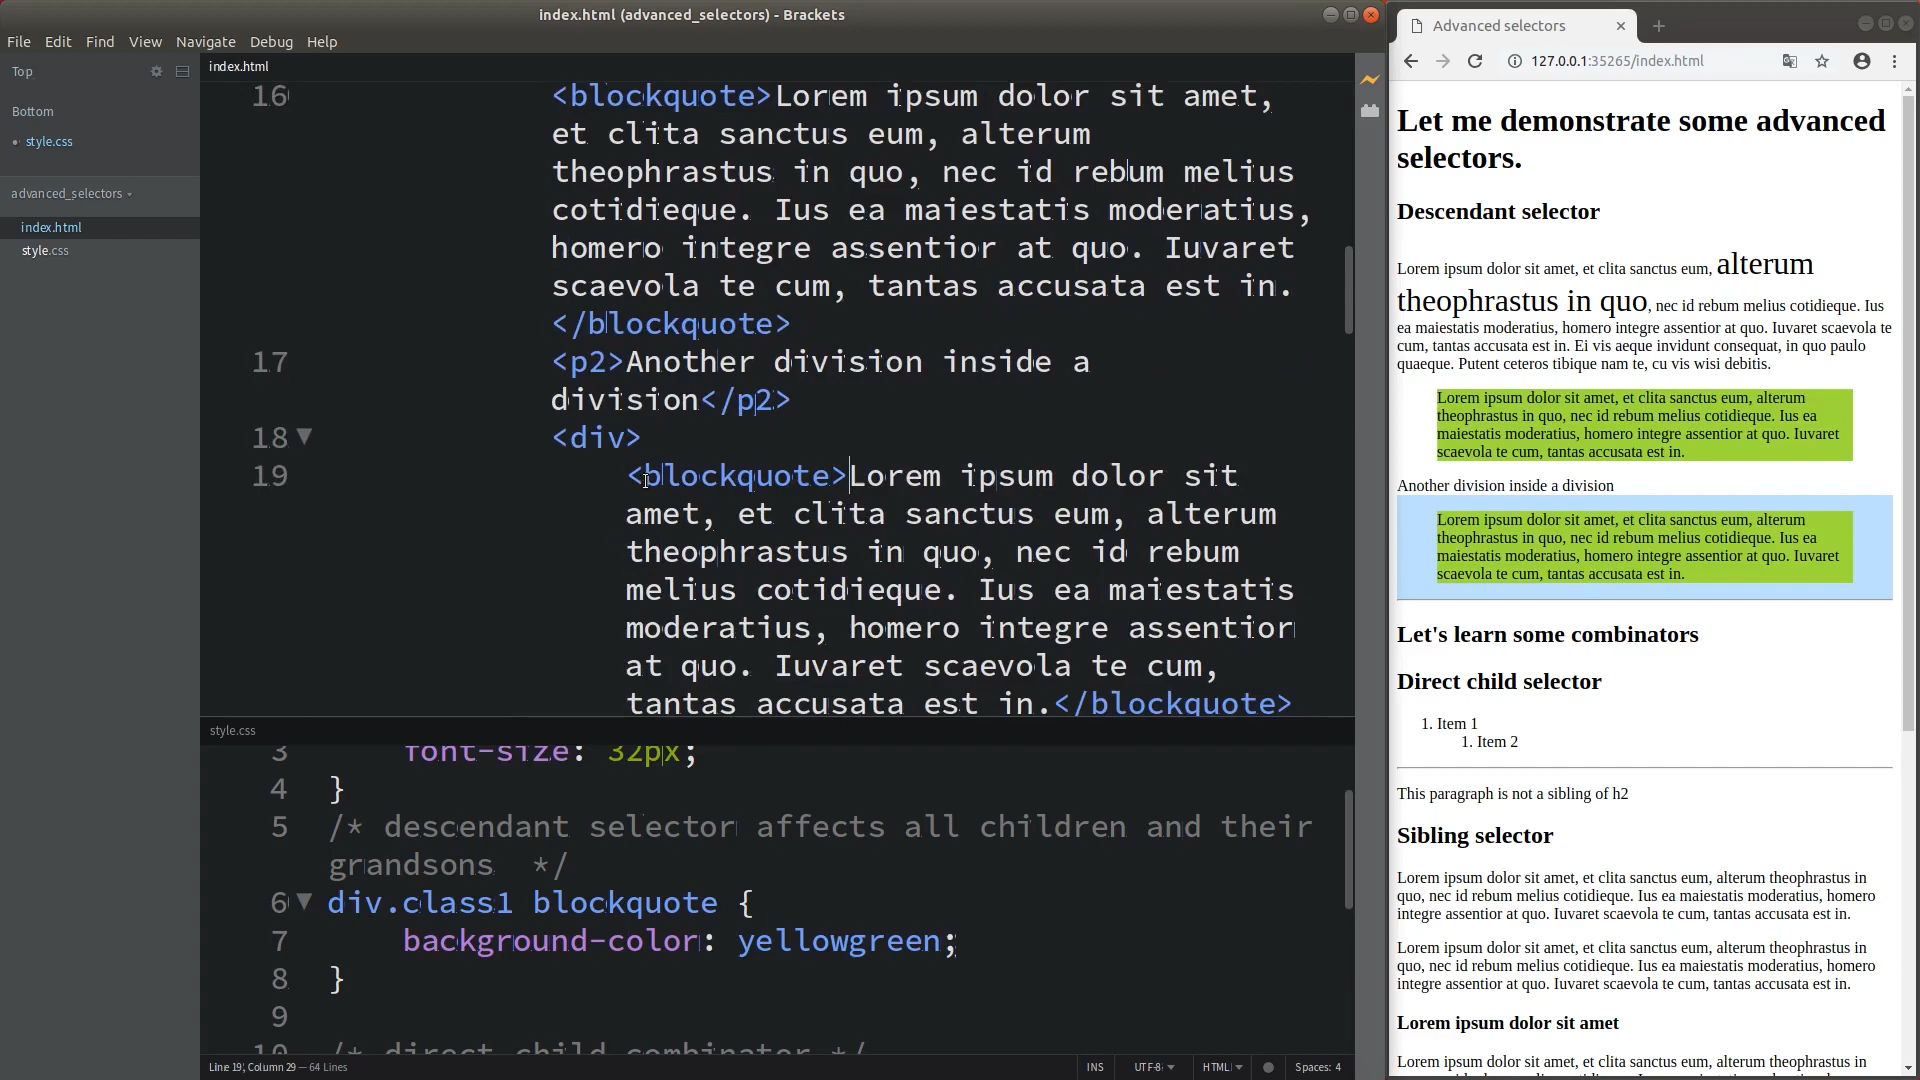 index.html (advanced_selectors) - Brackets
File Edit Find View Navigate Debug Help
Top
Bottom
style.css
advanced_selectors
index.html
style.css
index.html
16 <blockquote>Lorem ipsum dolor sit amet,
et clita sanctus eum, alterum
theophrastus in quo, nec id rebum melius
cotidieque. Ius ea maiestatis moderatius,
homero integre assentior at quo. Iuvaret
scaevola te cum, tantas accusata est in.
</blockquote>
17 <p2>Another division inside a
division</p2>
18 <div>
19 <blockquote>Lorem ipsum dolor sit
amet, et clita sanctus eum, alterum
theophrastus in quo, nec id rebum
melius cotidieque. Ius ea maiestatis
moderatius, homero integre assentior
at quo. Iuvaret scaevola te cum,
tantas accusata est in.</blockquote>
style.css
3 font-size: 32px;
4 }
5 /* descendant selector affects all children and their
grandsons */
6 div.class1 blockquote {
7 background-color: yellowgreen;
8 }
9
10 /* direct child combinator */
Line 19, Column 29 — 64 Lines
INS UTF-8 HTML Spaces: 4
Advanced selectors
127.0.0.1:35265/index.html
Let me demonstrate some advanced
selectors.
Descendant selector
Lorem ipsum dolor sit amet, et clita sanctus eum, alterum
theophrastus in quo, nec id rebum melius cotidieque. Ius
ea maiestatis moderatius, homero integre assentior at quo. Iuvaret scaevola te
cum, tantas accusata est in. Ei vis aeque invidunt consequat, in quo paulo
quaeque. Putent ceteros tibique nam te, cu vis wisi debitis.
Lorem ipsum dolor sit amet, et clita sanctus eum, alterum
theophrastus in quo, nec id rebum melius cotidieque. Ius ea
maiestatis moderatius, homero integre assentior at quo. Iuvaret
scaevola te cum, tantas accusata est in.
Another division inside a division
Lorem ipsum dolor sit amet, et clita sanctus eum, alterum
theophrastus in quo, nec id rebum melius cotidieque. Ius ea
maiestatis moderatius, homero integre assentior at quo. Iuvaret
scaevola te cum, tantas accusata est in.
Let's learn some combinators
Direct child selector
1. Item 1
1. Item 2
This paragraph is not a sibling of h2
Sibling selector
Lorem ipsum dolor sit amet, et clita sanctus eum, alterum theophrastus in
quo, nec id rebum melius cotidieque. Ius ea maiestatis moderatius, homero
integre assentior at quo. Iuvaret scaevola te cum, tantas accusata est in.
Lorem ipsum dolor sit amet, et clita sanctus eum, alterum theophrastus in
quo, nec id rebum melius cotidieque. Ius ea maiestatis moderatius, homero
integre assentior at quo. Iuvaret scaevola te cum, tantas accusata est in.
Lorem ipsum dolor sit amet
Lorem ipsum dolor sit amet, et clita sanctus eum, alterum theophrastus in